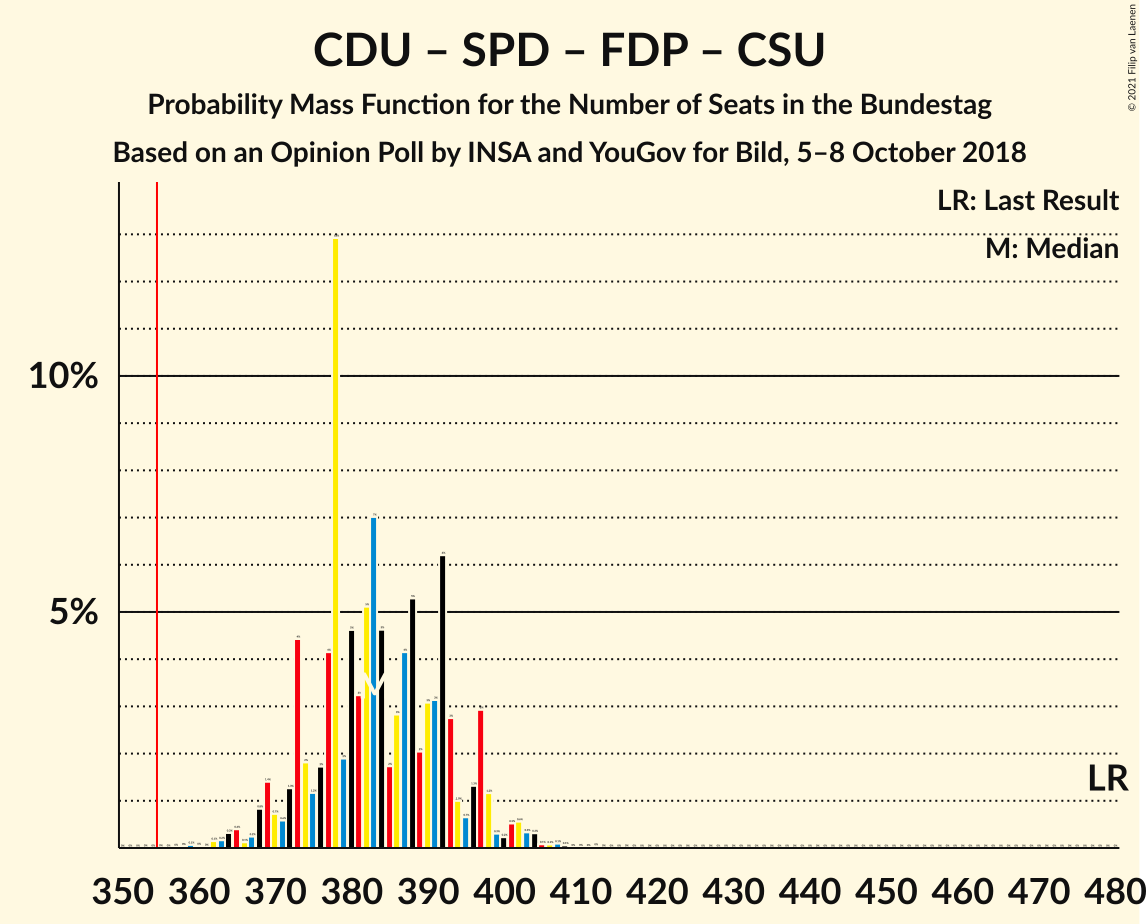 CDU – SPD – FDP – CSU
Probability Mass Function for the Number of Seats in the Bundestag
Based on an Opinion Poll by INSA and YouGov for Bild, 5–8 October 2018
© 2021 Filip van Laenen
LR: Last Result
M: Median
10%
5%
M
LR
350 360 370 380 390 400 410 420 430 440 450 460 470 480